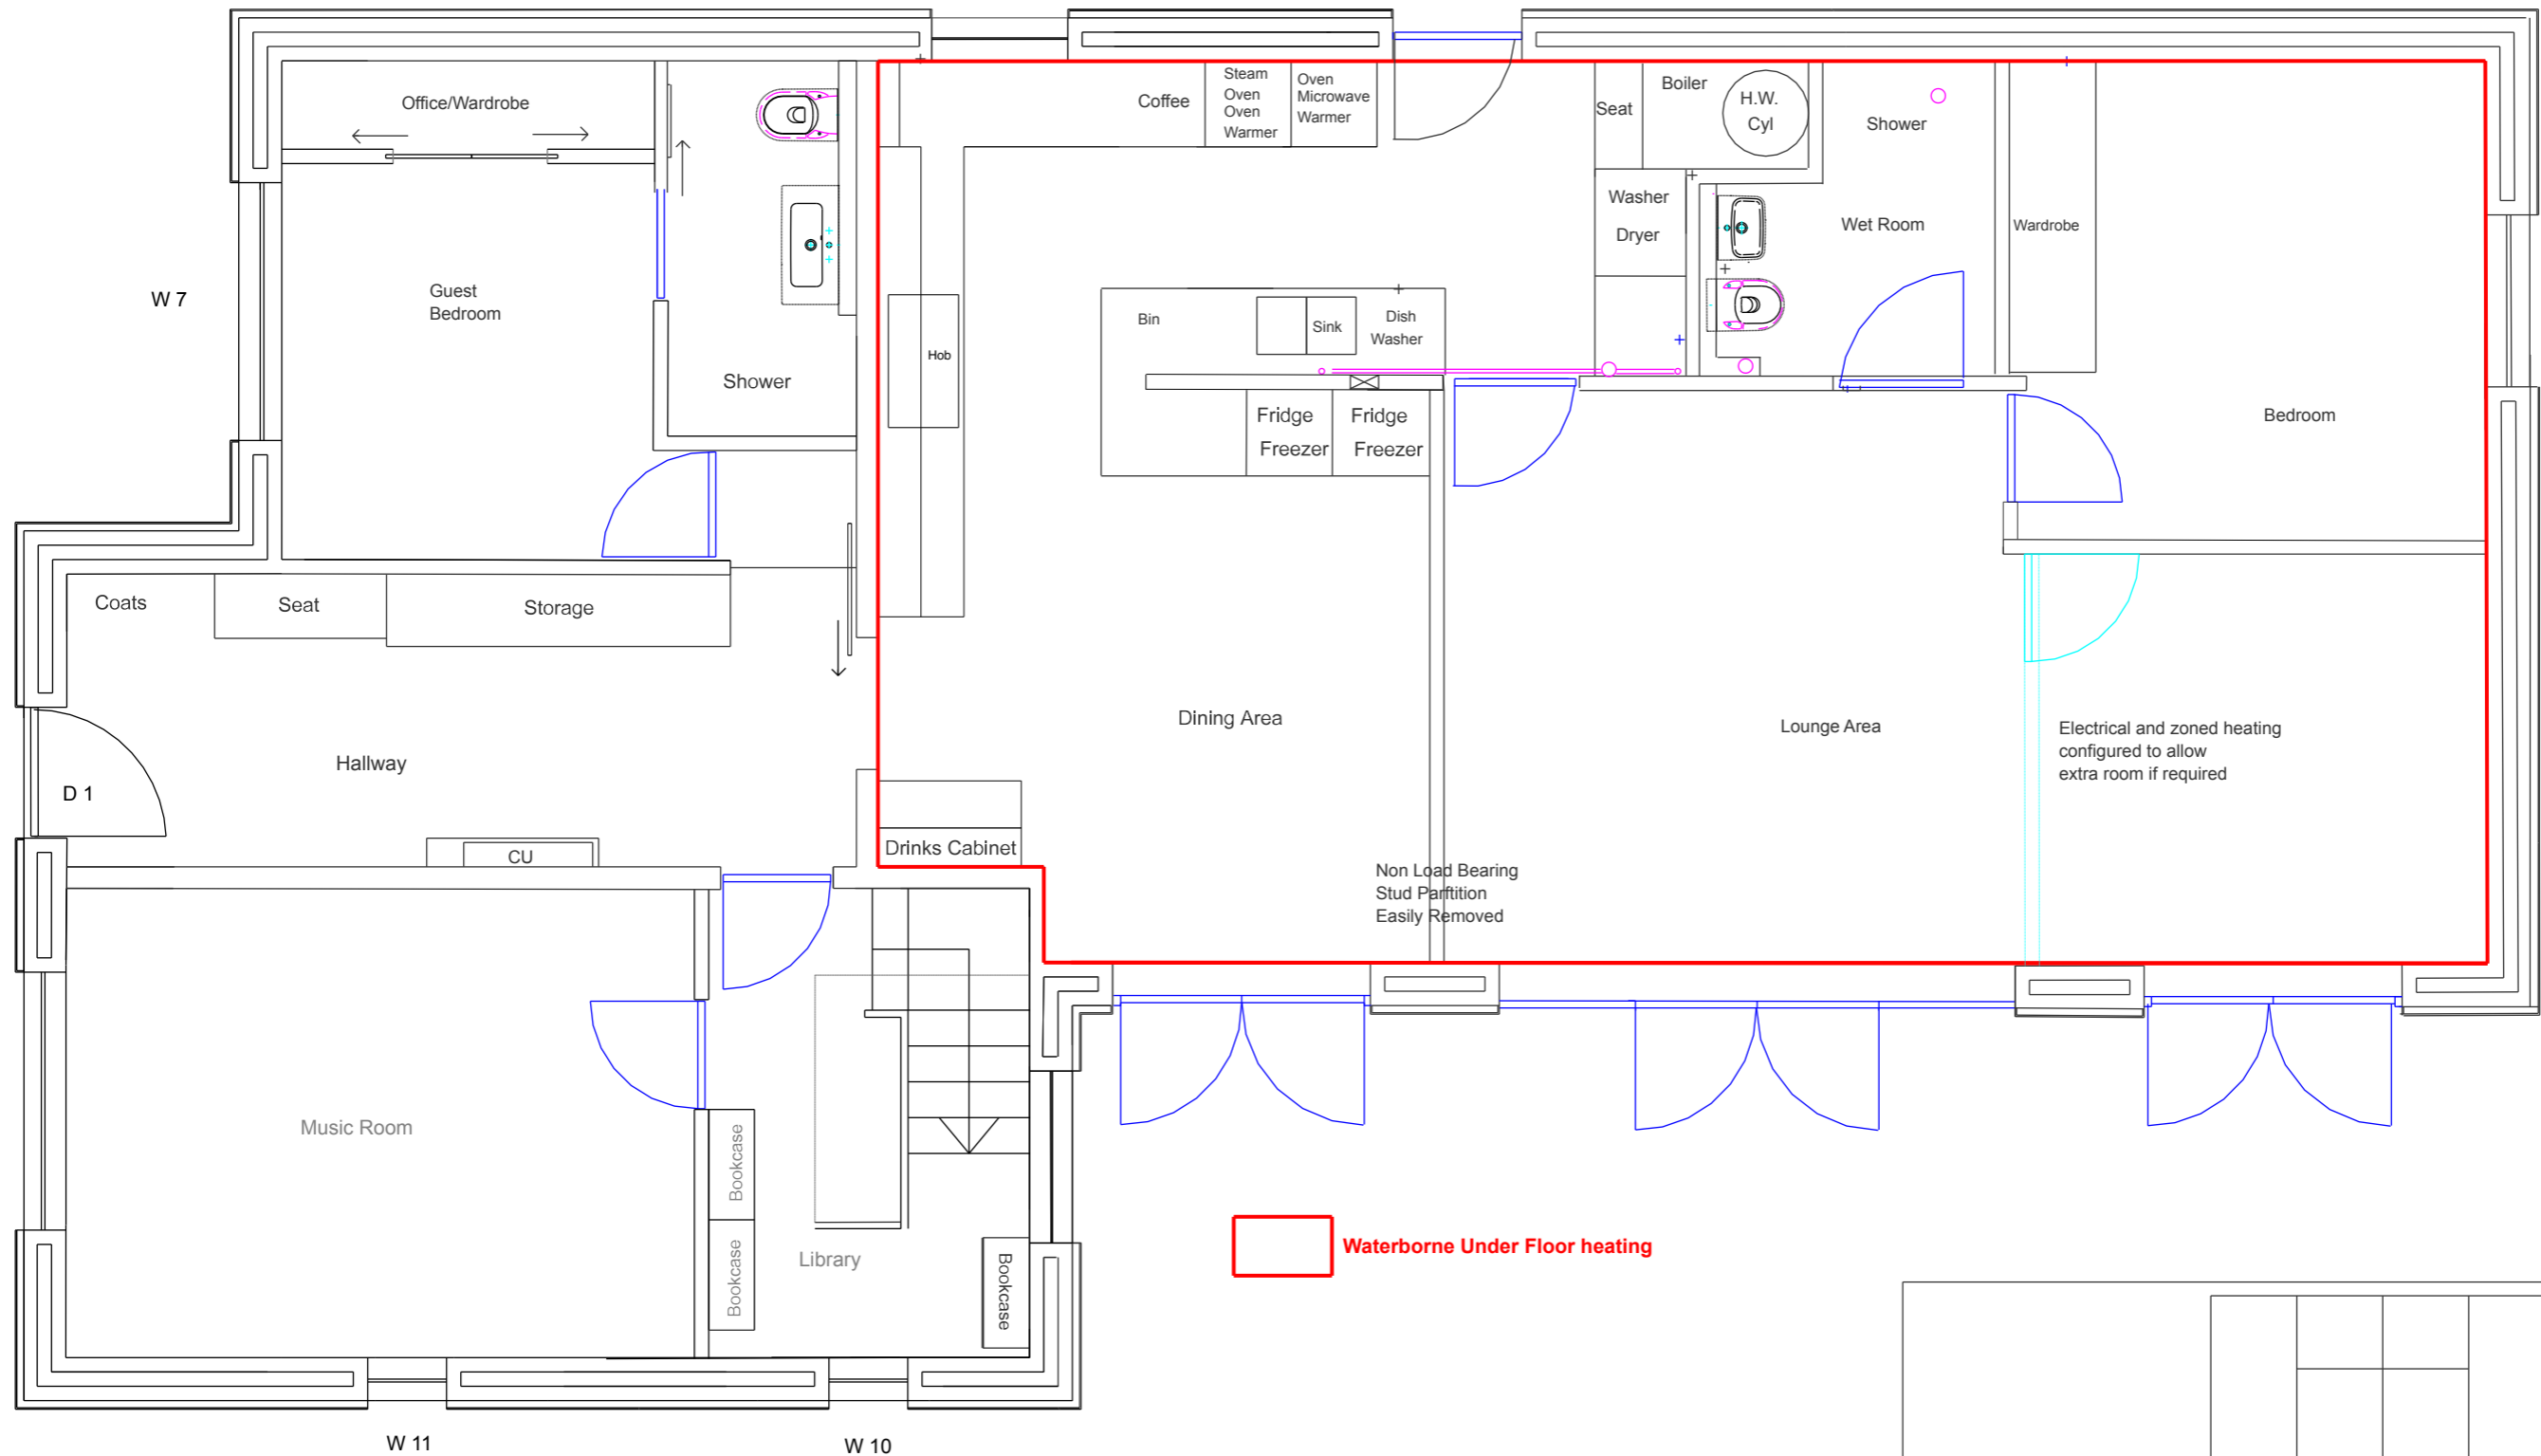 Office/Wardrobe
Coffee
Steam
Oven
Oven
Warmer
Oven
Microwave
Warmer
Seat
Boiler
H.W.
Cyl
Shower
Washer
Dryer
Wet Room
Wardrobe
W 7
Guest
Bedroom
Shower
Hob
Bin
Sink
Dish
Washer
Fridge
Freezer
Fridge
Freezer
Bedroom
Coats
Seat
Storage
Dining Area
Lounge Area
Electrical and zoned heating
configured to allow
extra room if required
Hallway
D 1
CU
Drinks Cabinet
Non Load Bearing
Stud Parftition
Easily Removed
Music Room
Bookcase
Bookcase
Library
Bookcase
Waterborne Under Floor heating
W 11
W 10